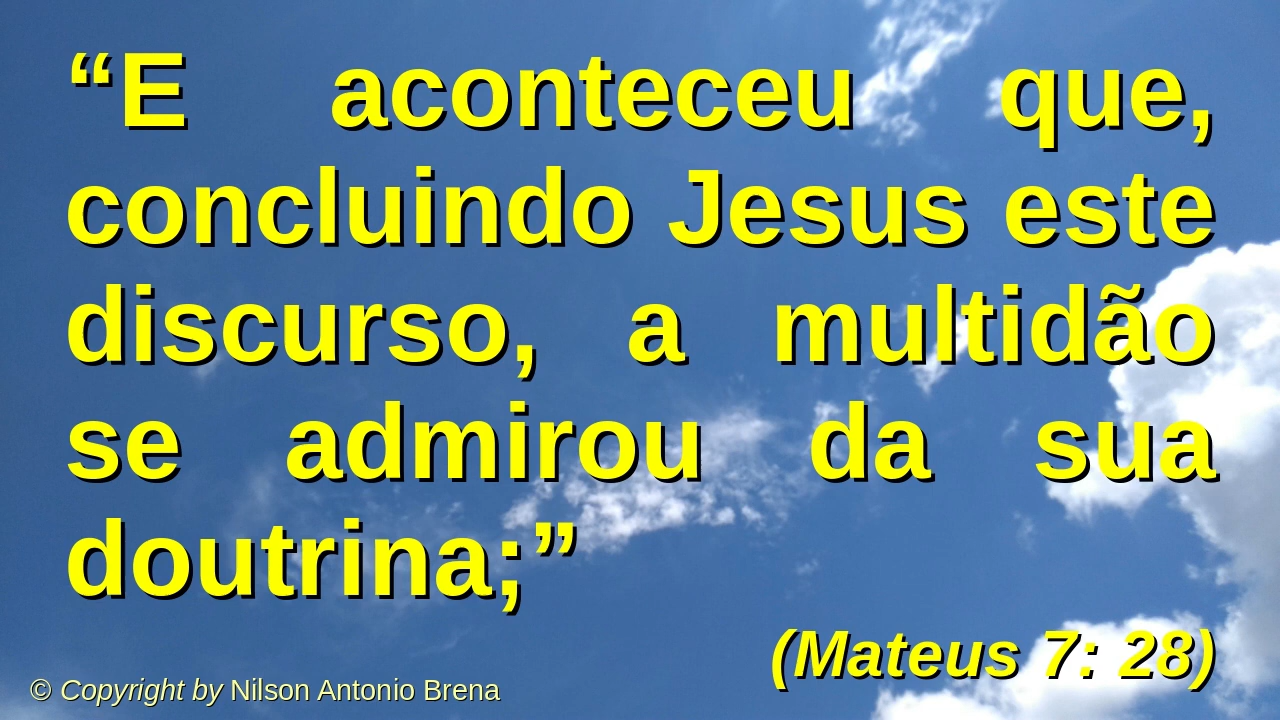 “E aconteceu que,
concluindo Jesus este
discurso, a multidão
se admirou da sua
doutrina;”
(Mateus 7: 28)
© Copyright by Nilson Antonio Brena